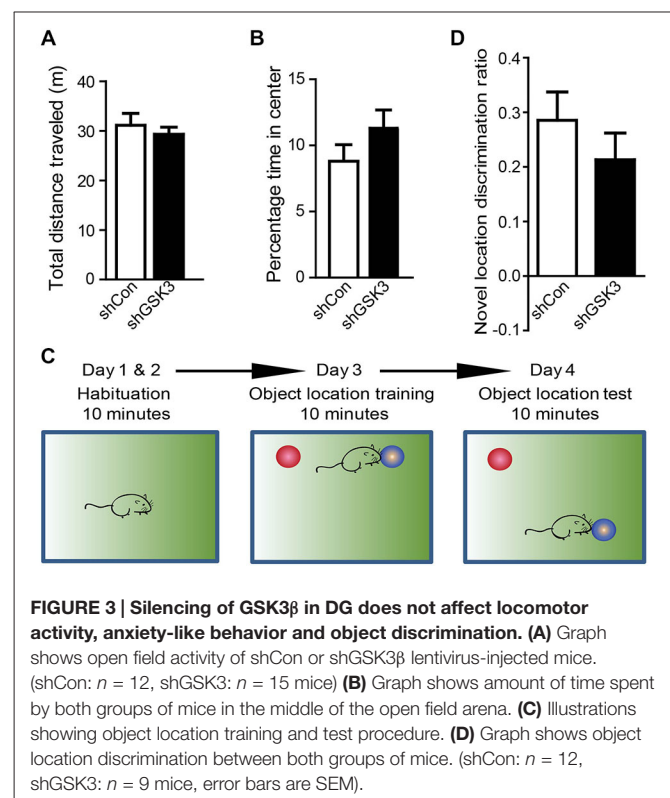 A
Total distance traveled (m)
40
30
20
10
0
shCon
shGSK3
B
Percentage time in center
15
10
5
0
shCon
shGSK3
D
Novel location discrimination ratio
0.4
0.3
0.2
0.1
0.0
-0.1
shCon
shGSK3
C
Day 1 & 2
Habituation
10 minutes
Day 3
Object location training
10 minutes
Day 4
Object location test
10 minutes
FIGURE 3 | Silencing of GSK3β in DG does not affect locomotor
activity, anxiety-like behavior and object discrimination. (A) Graph
shows open field activity of shCon or shGSK3β lentivirus-injected mice.
(shCon: n = 12, shGSK3: n = 15 mice) (B) Graph shows amount of time spent
by both groups of mice in the middle of the open field arena. (C) Illustrations
showing object location training and test procedure. (D) Graph shows object
location discrimination between both groups of mice. (shCon: n = 12,
shGSK3: n = 9 mice, error bars are SEM).